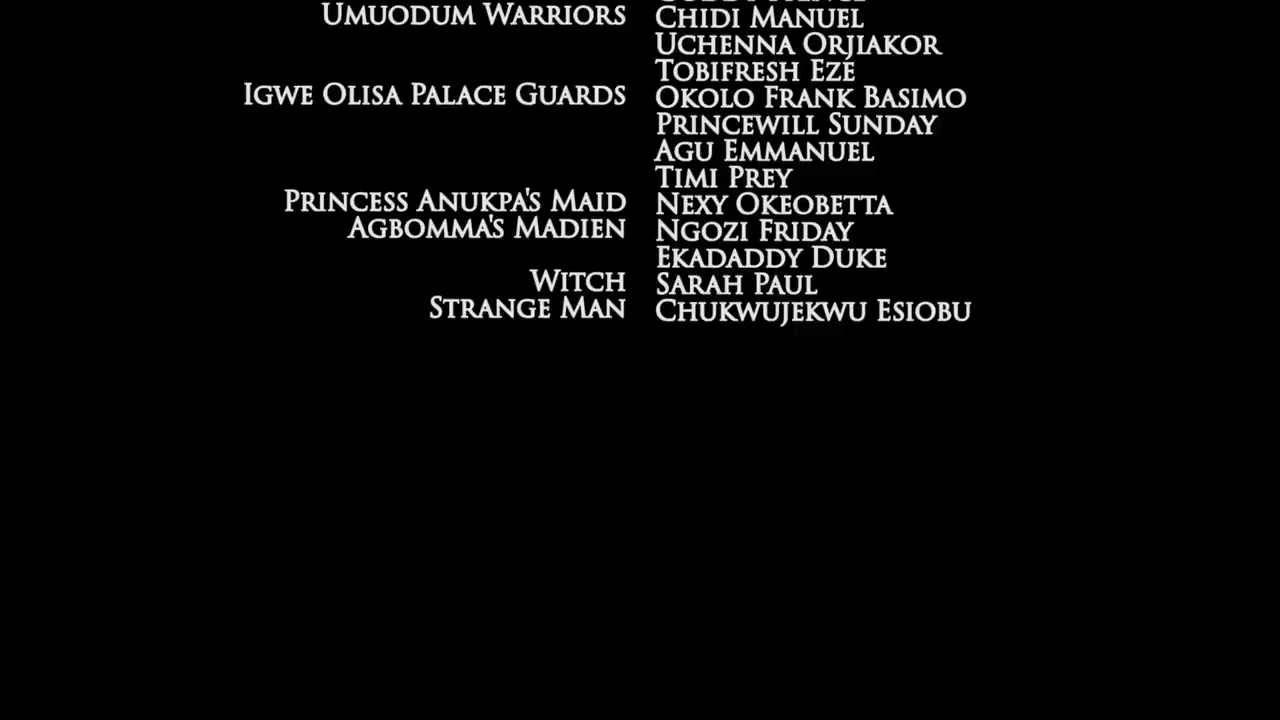 Umuodum Warriors Chidi Manuel
Uchenna Orjiakor
Tobifresh Eze
Igwe Olisa Palace Guards Okolo Frank Basimo
Princewill Sunday
Agu Emmanuel
Timi Prey
Princess Anukpa's Maid Nexy Okeobetta
Agbomma's Madien Ngozi Friday
Ekadaddy Duke
Witch Sarah Paul
Strange Man Chukwujekwu Esiobu